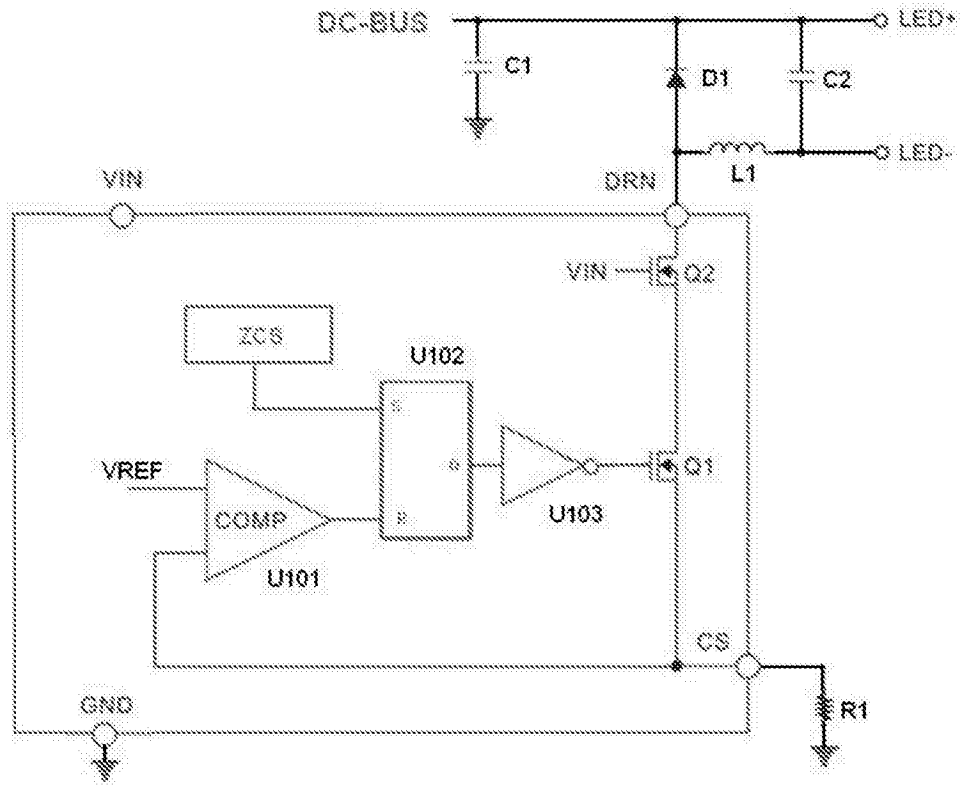 DC-BUS
LED+
C1
D1
C2
LED-
L1
VIN
DRN
VIN
Q2
ZCS
U102
S
VREF
Q
Q1
COMP
R
U103
U101
CS
GND
R1